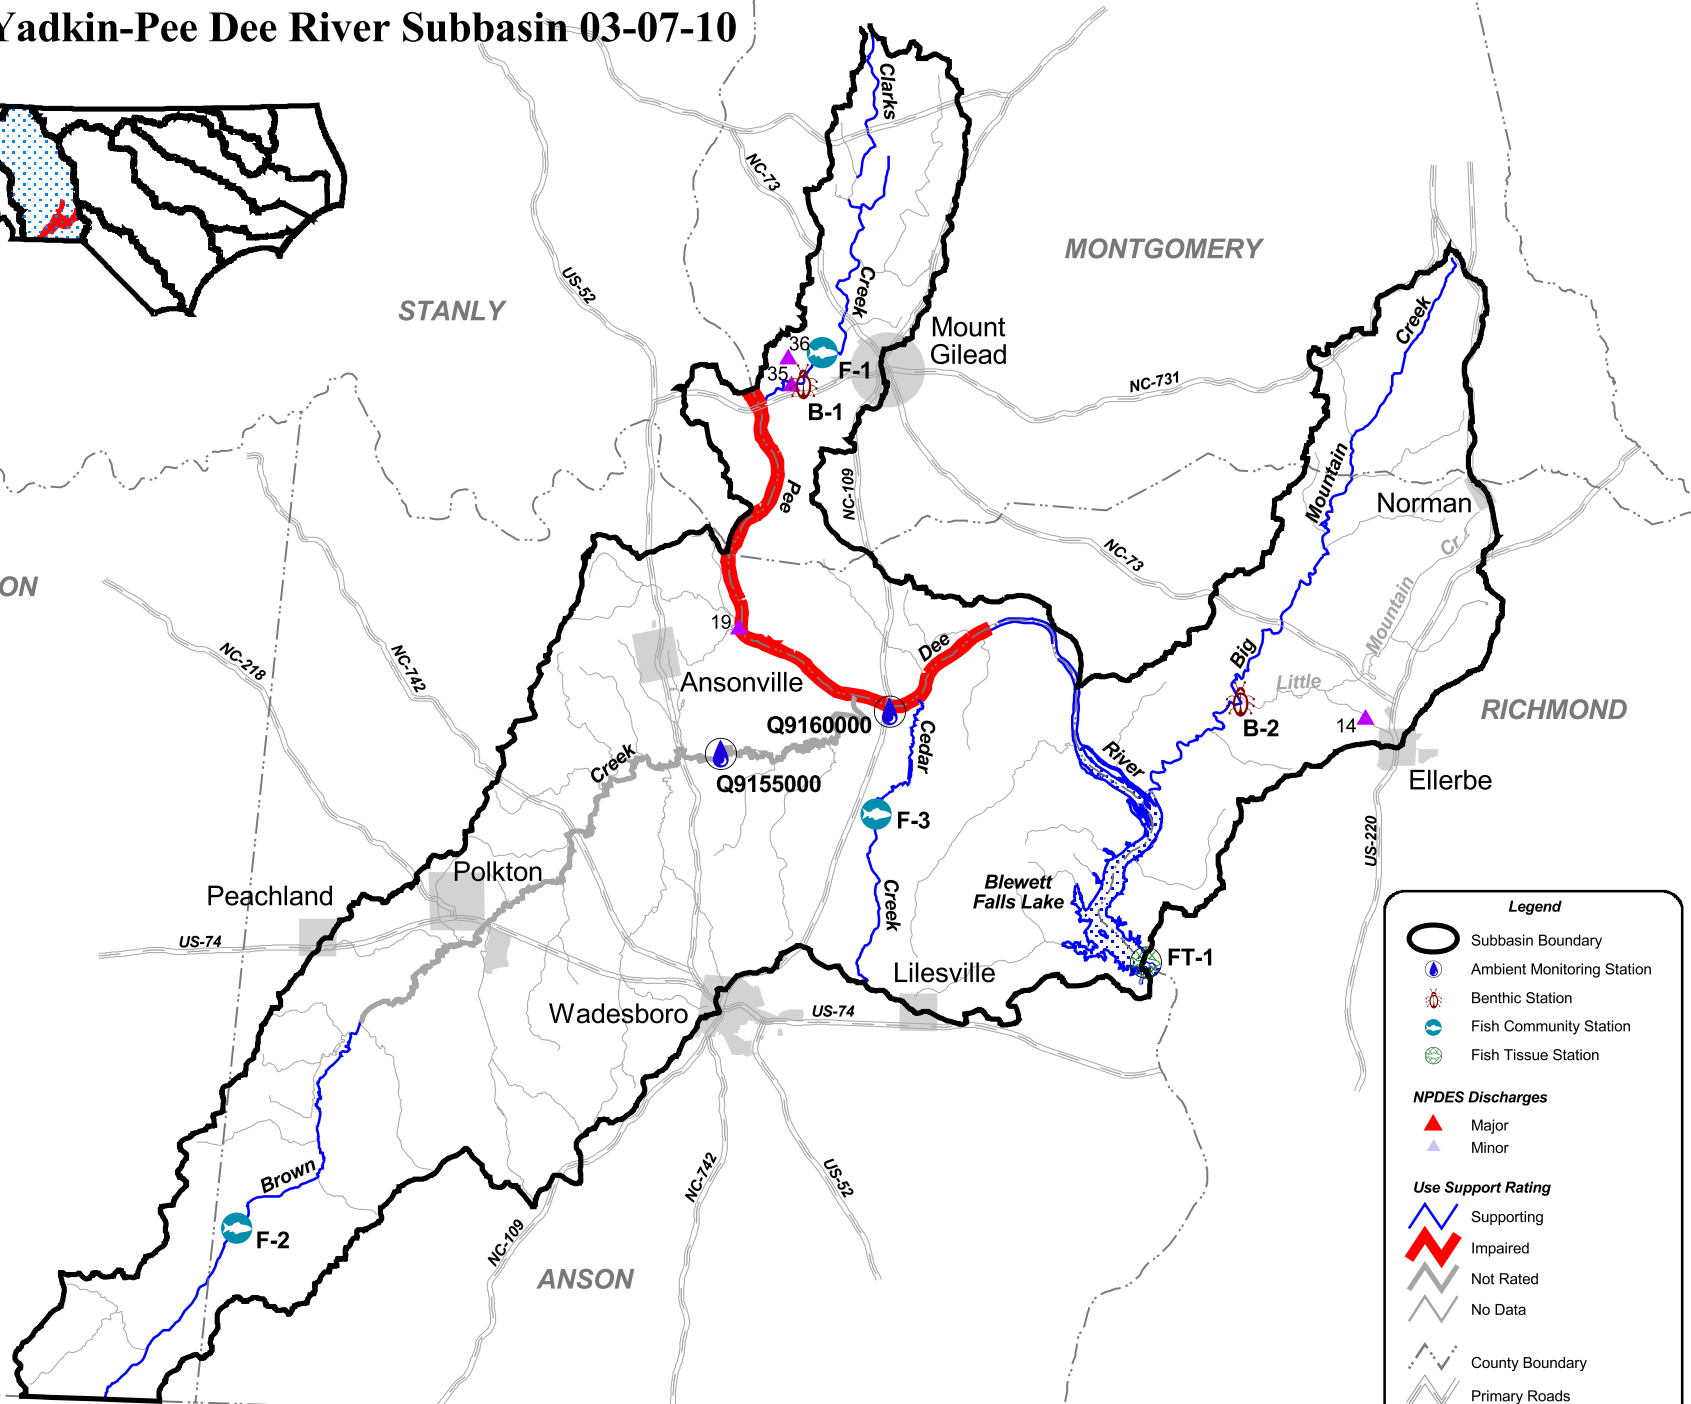 Yadkin-Pee Dee River Subbasin 03-07-10
Clarks
NC-73
MONTGOMERY
US-52
STANLY
Creek
Creek
Mount
Gilead
36
F-1
35
B-1
NC-731
Pee
NC-109
Mountain
Norman
NC-73
Cr
Mountain
ON
19
Dee
Big
NC-218
NC-742
Ansonville
Little
RICHMOND
Q9160000
Cedar
14
B-2
Creek
River
Q9155000
Ellerbe
F-3
US-220
Polkton
Peachland
Blewett
Falls Lake
Creek
US-74
FT-1
Lilesville
Wadesboro
US-74
Brown
NC-742
US-52
F-2
NC-109
ANSON
Legend
Subbasin Boundary
Ambient Monitoring Station
Benthic Station
Fish Community Station
Fish Tissue Station
NPDES Discharges
Major
Minor
Use Support Rating
Supporting
Impaired
Not Rated
No Data
County Boundary
Primary Roads